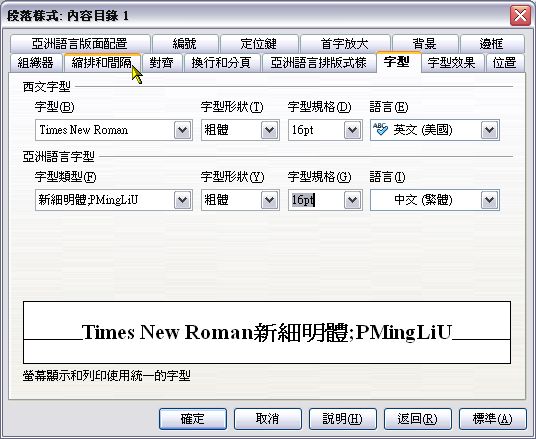 段落樣式: 內容目錄 1
亞洲語言版面配置 編號 定位鍵 首字放大 背景 邊框
組織器 縮排和間隔 對齊 換行和分頁 亞洲語言排版式樣 字型 字型效果 位置
西文字型
字型(B) 字型形狀(T) 字型規格(D) 語言(E)
Times New Roman 粗體 16pt ABC 英文 (美國)
亞洲語言字型
字型類型(F) 字型形狀(Y) 字型規格(G) 語言(I)
新細明體;PMingLiU 粗體 16pt 中文 (繁體)
Times New Roman新細明體;PMingLiU
螢幕顯示和列印使用統一的字型
確定 取消 說明(H) 返回(R) 標準(A)